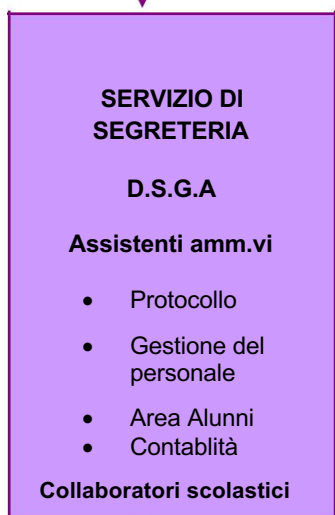 SERVIZIO DI
SEGRETERIA
D.S.G.A
Assistenti amm.vi
• Protocollo
• Gestione del
personale
• Area Alunni
• Contablità
Collaboratori scolastici